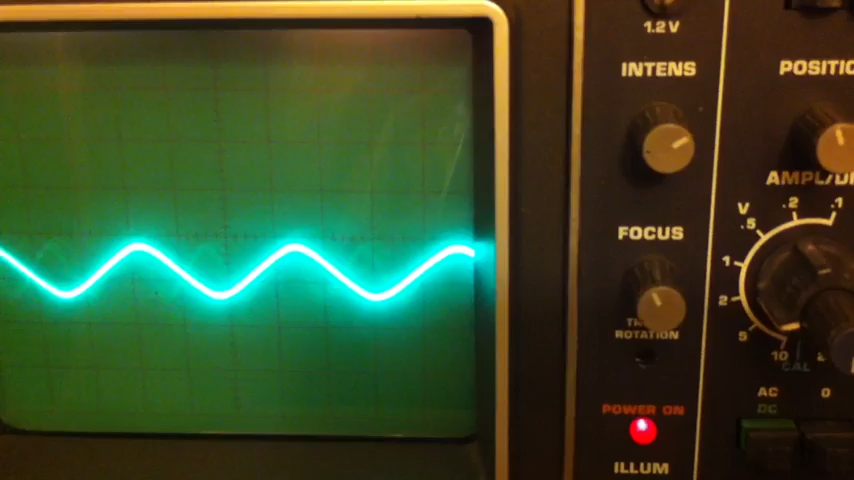 1.2 V
INTENS
POSITIO
AMPL/DI
V
.5
.2
.1
1
2
5
10
CAL
FOCUS
ROTATION
AC
DC
0
POWER ON
ILLUM